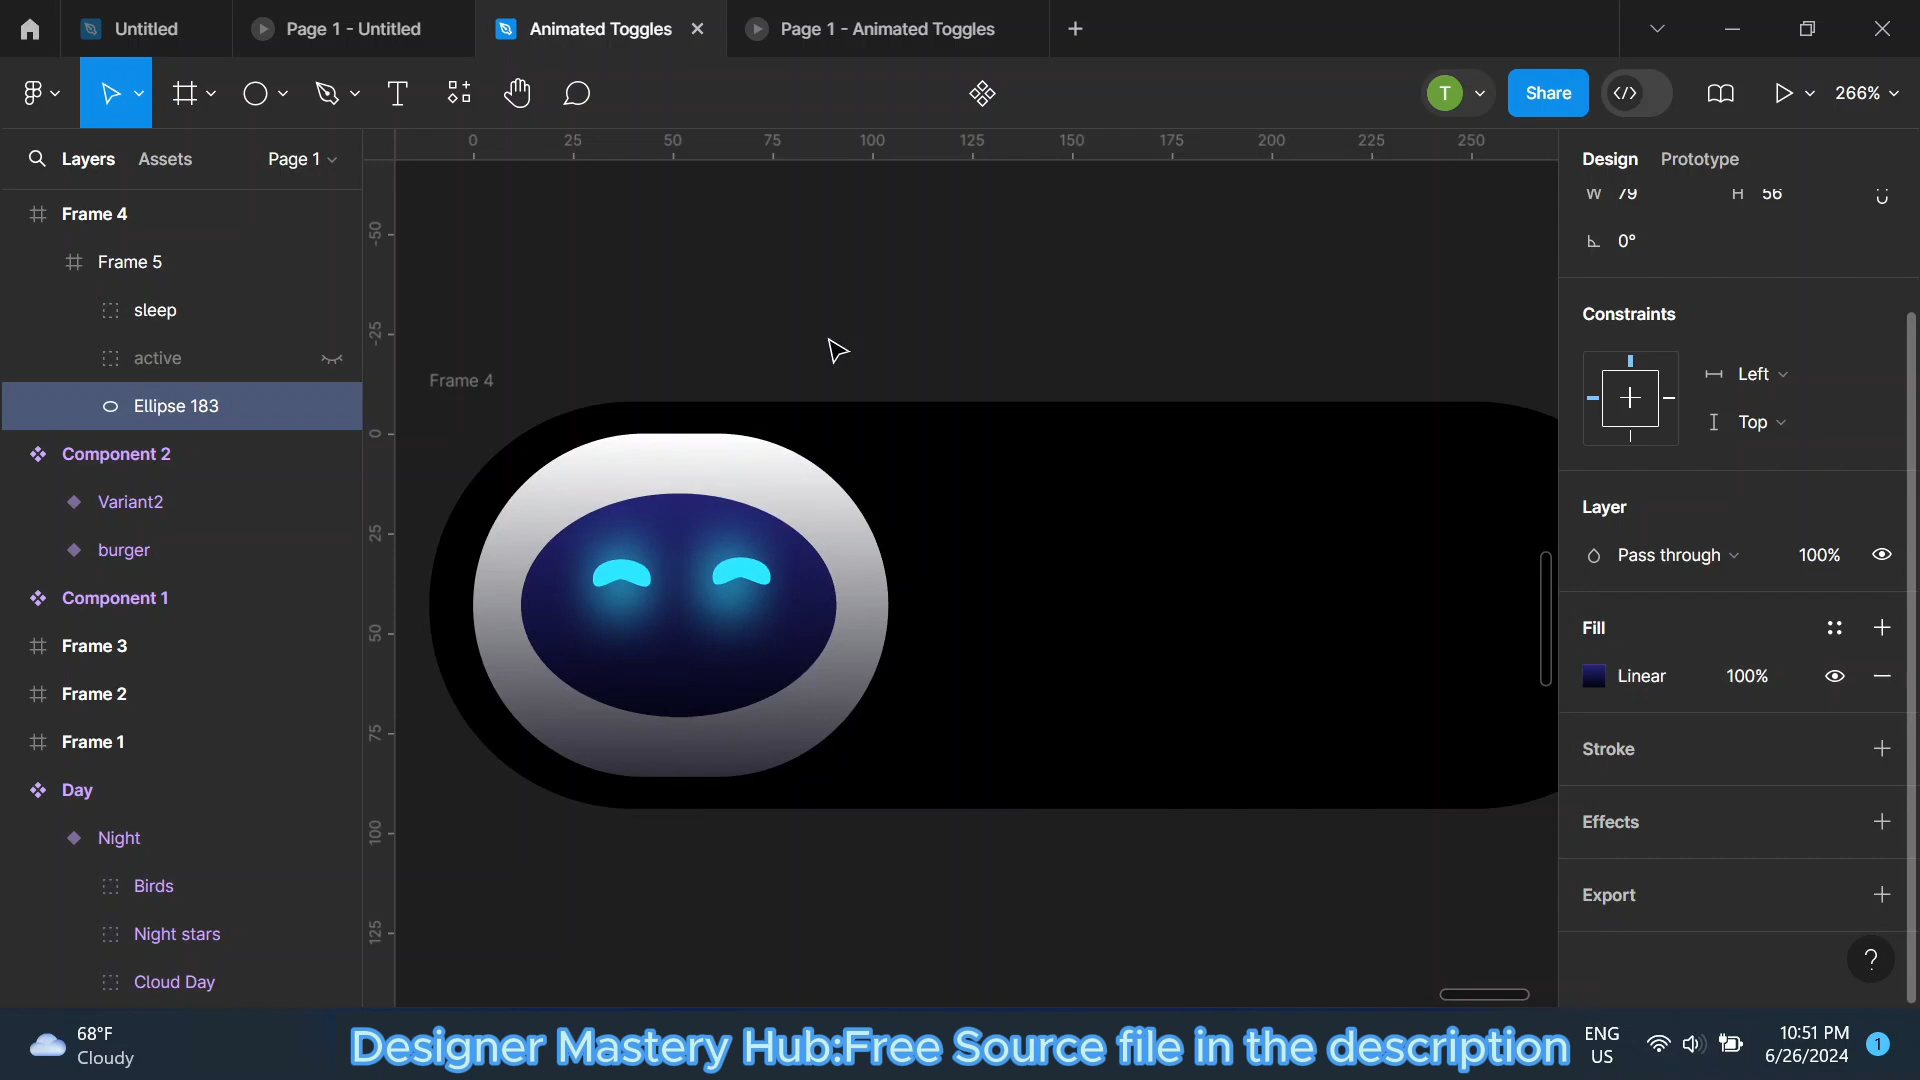 Untitled
Page 1 - Untitled
Animated Toggles
Page 1 - Animated Toggles
T
Share
266%
Layers
Assets
Page 1
Frame 4
Frame 5
sleep
active
Ellipse 183
Component 2
Variant2
burger
Component 1
Frame 3
Frame 2
Frame 1
Day
Night
Birds
Night stars
Cloud Day
0 25 50 75 100 125 150 175 200 225 250
-50
-25
0
25
50
75
100
125
Frame 4
Design
Prototype
W 79
H 56
0°
Constraints
Left
Top
Layer
Pass through
100%
Fill
Linear
100%
Stroke
Effects
Export
?
68°F
Cloudy
Designer Mastery Hub:Free Source file in the description
ENG
US
10:51 PM
6/26/2024
1